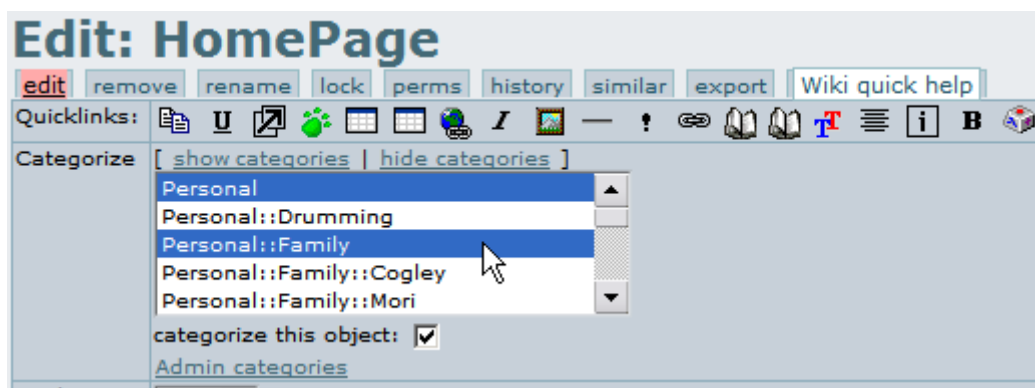 Edit: HomePage
edit remove rename lock perms history similar export Wiki quick help
Quicklinks: U I T T i B
Categorize [ show categories | hide categories ]
Personal
Personal::Drumming
Personal::Family
Personal::Family::Cogley
Personal::Family::Mori
categorize this object:
Admin categories